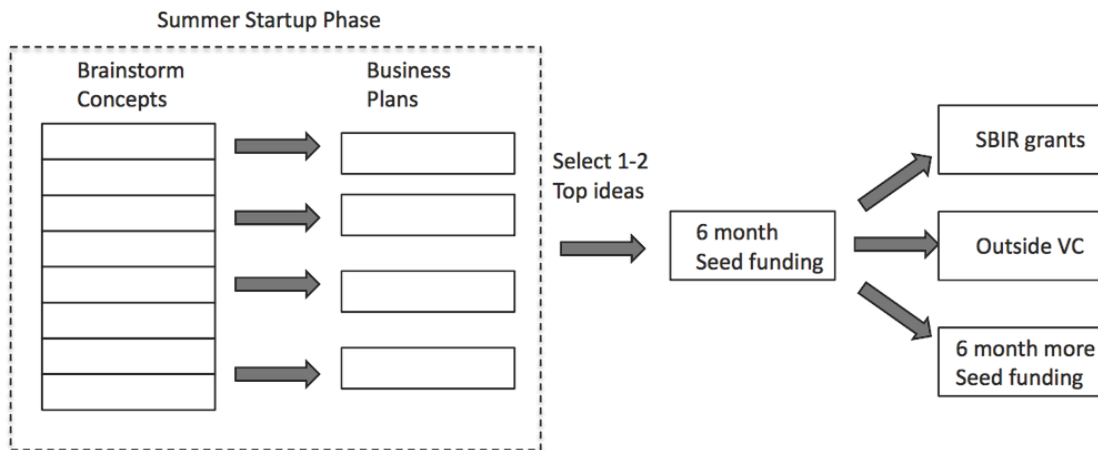 Summer Startup Phase
Brainstorm
Concepts
Business
Plans
Select 1-2
Top ideas
6 month
Seed funding
SBIR grants
Outside VC
6 month more
Seed funding